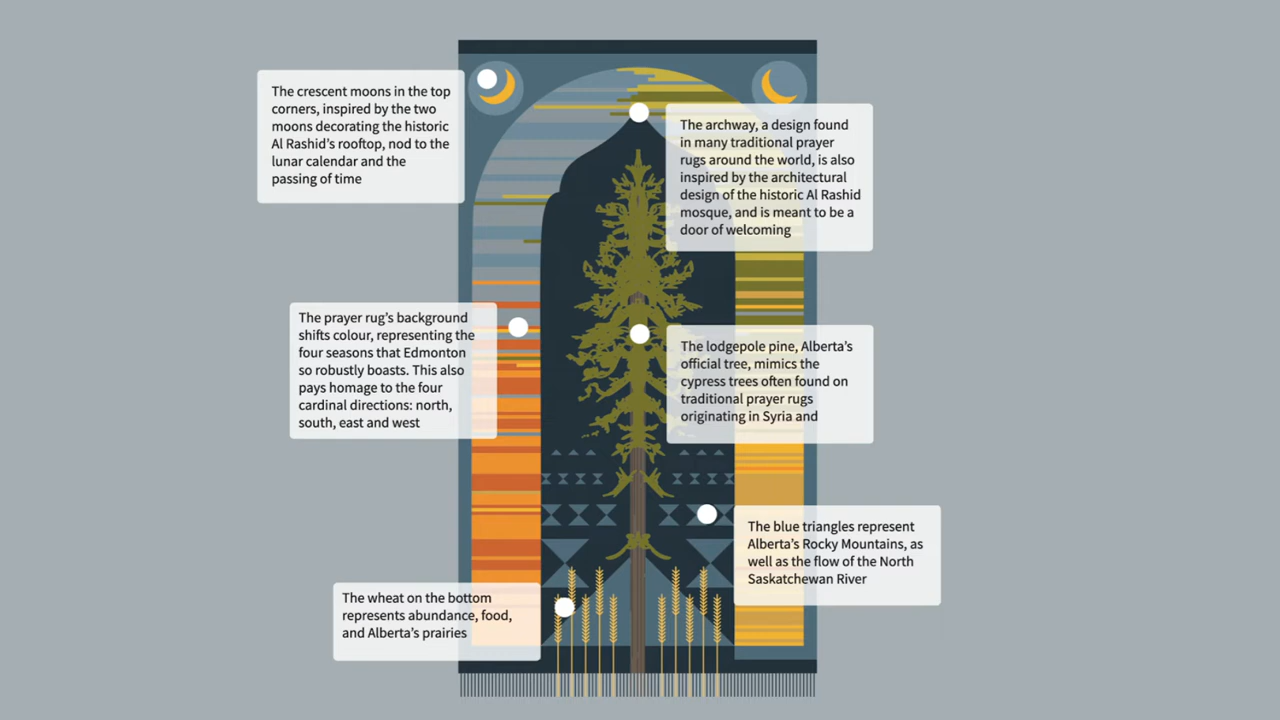 The crescent moons in the top
corners, inspired by the two
moons decorating the historic
Al Rashid's rooftop, nod to the
lunar calendar and the
passing of time
The archway, a design found
in many traditional prayer
rugs around the world, is also
inspired by the architectural
design of the historic Al Rashid
mosque, and is meant to be a
door of welcoming
The prayer rug's background
shifts colour, representing the
four seasons that Edmonton
so robustly boasts. This also
pays homage to the four
cardinal directions: north,
south, east and west
The lodgepole pine, Alberta's
official tree, mimics the
cypress trees often found on
traditional prayer rugs
originating in Syria and
The blue triangles represent
Alberta's Rocky Mountains, as
well as the flow of the North
Saskatchewan River
The wheat on the bottom
represents abundance, food,
and Alberta's prairies